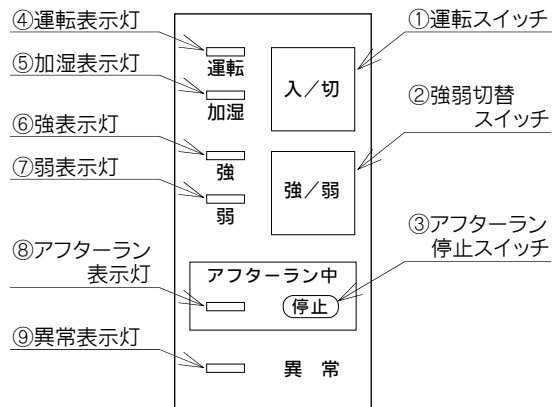 ④運転表示灯
⑤加湿表示灯
⑥強表示灯
⑦弱表示灯
⑧アフターラン
表示灯
⑨異常表示灯
運転
加湿
強
弱
入／切
強／弱
アフターラン中
停止
異 常
①運転スイッチ
②強弱切替
スイッチ
③アフターラン
停止スイッチ